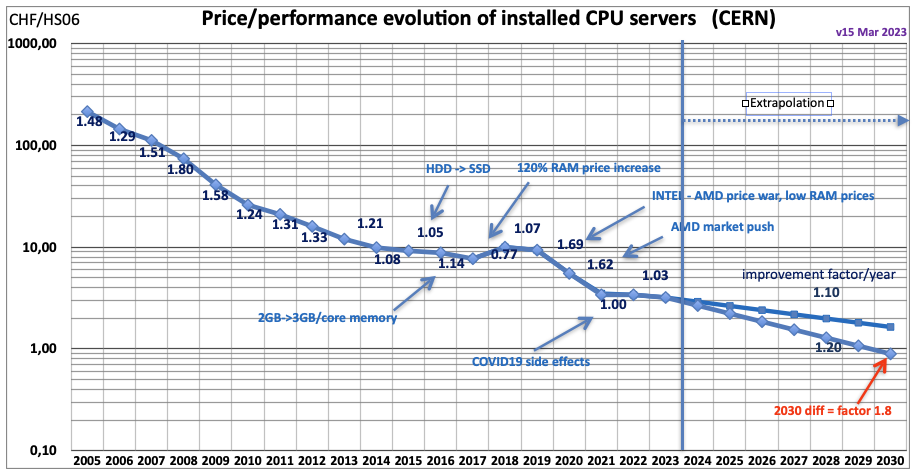 CHF/HS06
Price/performance evolution of installed CPU servers (CERN)
v15 Mar 2023
1000,00
Extrapolation
100,00
1.48
1.29
1.51
1.80
1.58
1.24
1.31
1.33
1.21
1.08
HDD -> SSD
1.05
1.14
120% RAM price increase
0.77
1.07
INTEL - AMD price war, low RAM prices
1.69
AMD market push
1.62
1.00
1.03
10,00
improvement factor/year
1.10
2GB->3GB/core memory
COVID19 side effects
1.20
1,00
2030 diff = factor 1.8
0,10
2005 2006 2007 2008 2009 2010 2011 2012 2013 2014 2015 2016 2017 2018 2019 2020 2021 2022 2023 2024 2025 2026 2027 2028 2029 2030